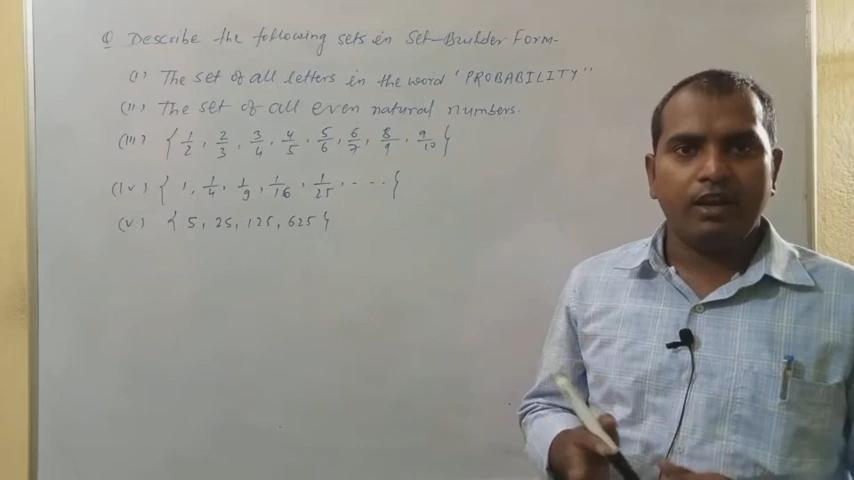 Q Describe the following sets in Set-Builder Form-
(i) The set of all letters in the word 'PROBABILITY"
(ii) The set of all even natural numbers.
(iii) { 1/2, 2/3, 3/4, 4/5, 5/6, 6/7, 8/9, 9/10 }
(iv) { 1, 1/4, 1/9, 1/16, 1/25, ---- }
(v) { 5, 25, 125, 625 }